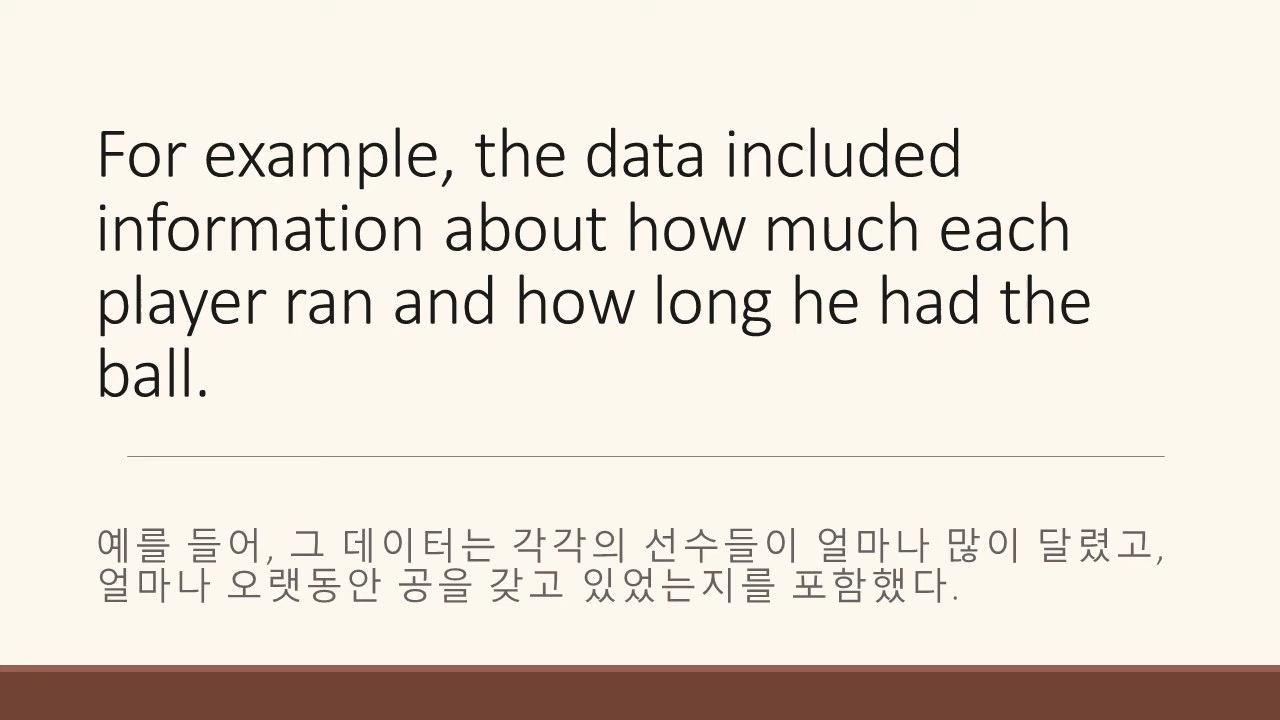 For example, the data included
information about how much each
player ran and how long he had the
ball.
예를 들어, 그 데이터는 각각의 선수들이 얼마나 많이 달렸고,
얼마나 오랫동안 공을 갖고 있었는지를 포함했다.